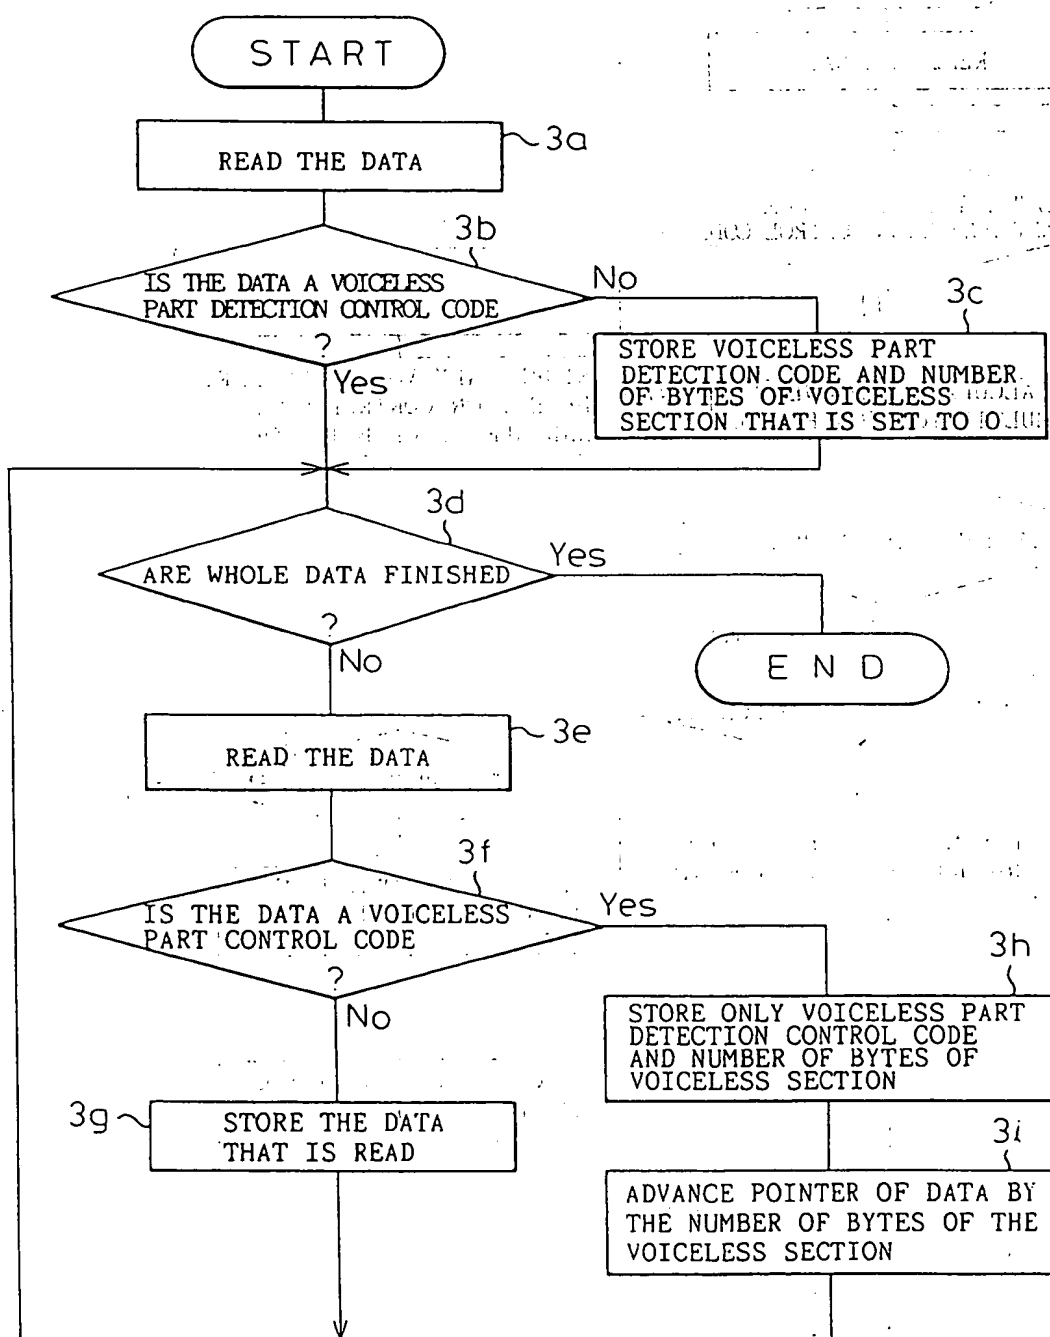 START
READ THE DATA
3a
3b
IS THE DATA A VOICELESS
PART DETECTION CONTROL CODE
?
No
Yes
3c
STORE VOICELESS PART
DETECTION CODE AND NUMBER
OF BYTES OF VOICELESS
SECTION THAT IS SET TO 0
3d
ARE WHOLE DATA FINISHED
?
Yes
No
END
READ THE DATA
3e
3f
IS THE DATA A VOICELESS
PART CONTROL CODE
?
Yes
No
3h
STORE ONLY VOICELESS PART
DETECTION CONTROL CODE
AND NUMBER OF BYTES OF
VOICELESS SECTION
3g
STORE THE DATA
THAT IS READ
3i
ADVANCE POINTER OF DATA BY
THE NUMBER OF BYTES OF THE
VOICELESS SECTION